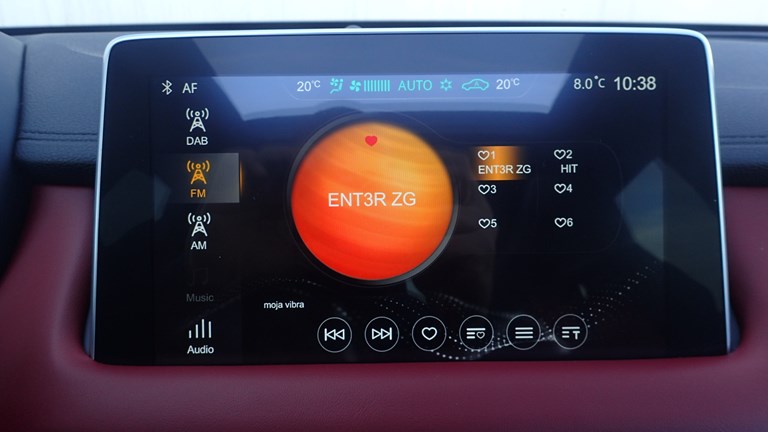 AF 20°C AUTO 20°C 8.0°C 10:38
DAB
FM
AM
Music
Audio
ENT3R ZG
moja vibra
1 2
ENT3R ZG HIT
3 4
5 6
T